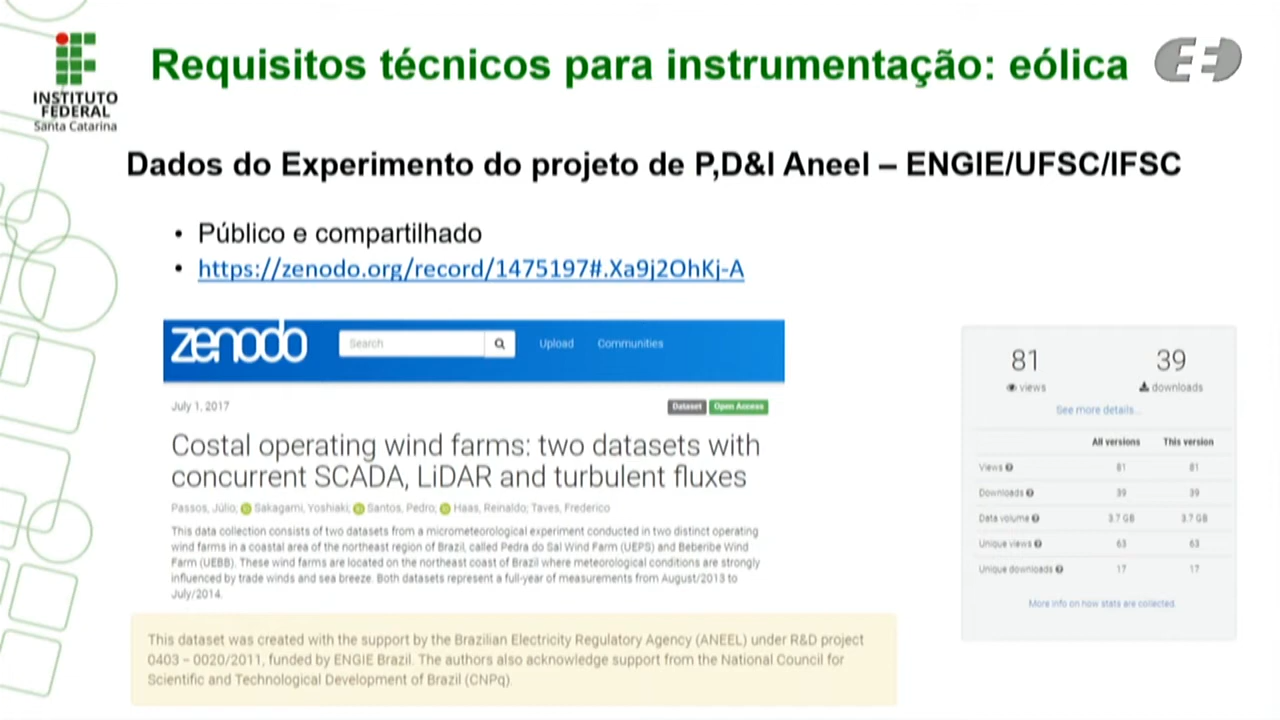 INSTITUTO
FEDERAL
Santa Catarina
Requisitos técnicos para instrumentação: eólica
Dados do Experimento do projeto de P,D&I Aneel – ENGIE/UFSC/IFSC
• Público e compartilhado
• https://zenodo.org/record/1475197#.Xa9j2OhKj-A
zenodo
Search
Upload
Communities
July 1, 2017
Dataset
Open Access
Costal operating wind farms: two datasets with
concurrent SCADA, LiDAR and turbulent fluxes
Passos, Júlio; Sakagami, Yoshiaki; Santos, Pedro; Haas, Reinaldo; Taves, Frederico
This data collection consists of two datasets from a micrometeorological experiment conducted in two distinct operating
wind farms in a coastal area of the northeast region of Brazil, called Pedra do Sal Wind Farm (UEPS) and Beberibe Wind
Farm (UEBB). These wind farms are located on the northeast coast of Brazil where meteorological conditions are strongly
influenced by trade winds and sea breeze. Both datasets represent a full-year of measurements from August/2013 to
July/2014.
This dataset was created with the support by the Brazilian Electricity Regulatory Agency (ANEEL) under R&D project
0403 – 0020/2011, funded by ENGIE Brazil. The authors also acknowledge support from the National Council for
Scientific and Technological Development of Brazil (CNPq).
81 39
views downloads
See more details...
All versions This version
Views 81 81
Downloads 39 39
Data volume 3.7 GB 3.7 GB
Unique views 63 63
Unique downloads 17 17
More info on how stats are collected.